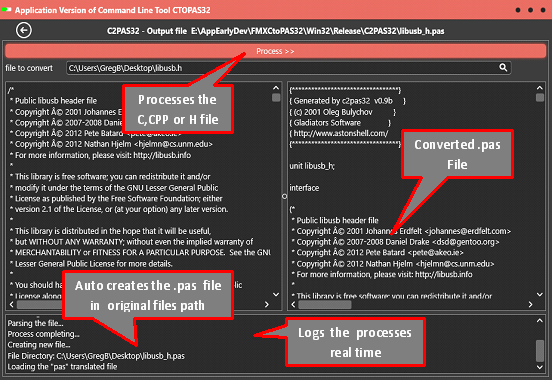 Application Version of Command Line Tool CTOPAS32
C2PAS32 - Output file E:\AppEarlyDev\FMXCtoPAS32\Win32\Release\C2PAS32\libusb_h.pas
Process >>
file to convert C:\Users\GregB\Desktop\libusb.h
/*
* Public libusb header file
* Copyright Â© 2001 Johannes
* Copyright Â© 2007-2008 Dan
* Copyright Â© 2012 Pete Batard
* Copyright Â© 2012 Nathan Hjelm <hjelmn@cs.unm.edu>
* For more information, please visit: http://libusb.info
*
* This library is free software; you can redistribute it and/or
* modify it under the terms of the GNU Lesser General Public
* License as published by the Free Software Foundation; either
* version 2.1 of the License, or (at your option) any later version.
*
* This library is distributed in the hope that it will be useful,
* but WITHOUT ANY WARRANTY; without even the implied warranty of
* MERCHANTABILITY or FITNESS FOR A PARTICULAR PURPOSE. See the GNU
* Lesser General Public License for more details.
*
* You should ha
* License along
Processes the
C,CPP or H file
{********************************}
{ Generated by c2pas32 v0.9b }
{ (c) 2001 Oleg Bulychov }
{ Gladiators Software }
{ http://www.astonshell.com/ }
{********************************}
unit libusb_h;
interface
{*
* Public libusb header file
* Copyright Â© 2001 Johannes Erdfelt <johannes@erdfelt.com>
* Copyright Â© 2007-2008 Daniel Drake <dsd@gentoo.org>
* Copyright Â© 2012 Pete Batard <pete@akeo.ie>
* Copyright Â© 2012 Nathan Hjelm <hjelmn@cs.unm.edu>
* For more information, please visit: http://libusb.info
*
* This library is free software; you can redistribute it and/or
Converted .pas
File
Auto creates the .pas file
in original files path
Parsing the file...
Process completing...
Creating new file...
File Directory: C:\Users\GregB\Desktop\libusb_h.pas
Loading the "pas" translated file
Logs the processes
real time